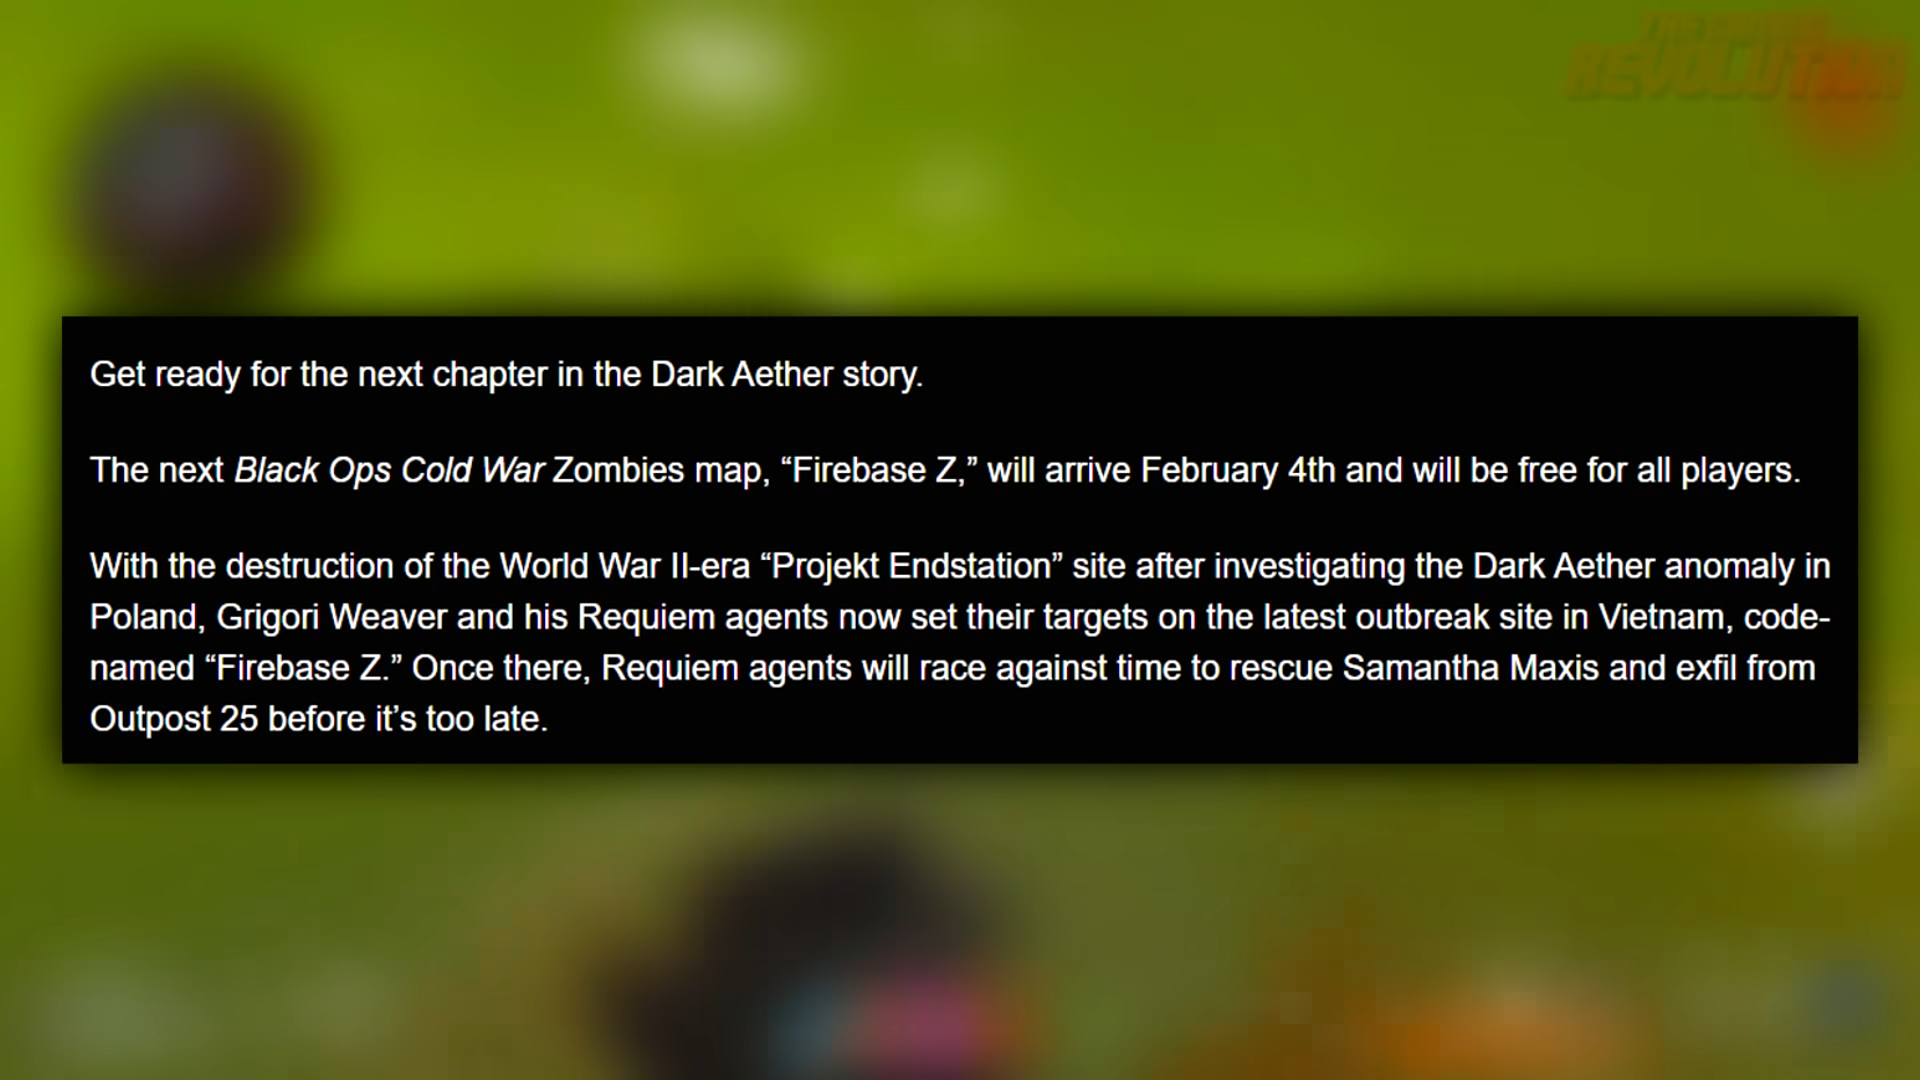 THE
REVOLUTION
Get ready for the next chapter in the Dark Aether story.
The next Black Ops Cold War Zombies map, “Firebase Z,” will arrive February 4th and will be free for all players.
With the destruction of the World War II-era “Projekt Endstation” site after investigating the Dark Aether anomaly in
Poland, Grigori Weaver and his Requiem agents now set their targets on the latest outbreak site in Vietnam, code-
named “Firebase Z.” Once there, Requiem agents will race against time to rescue Samantha Maxis and exfil from
Outpost 25 before it’s too late.